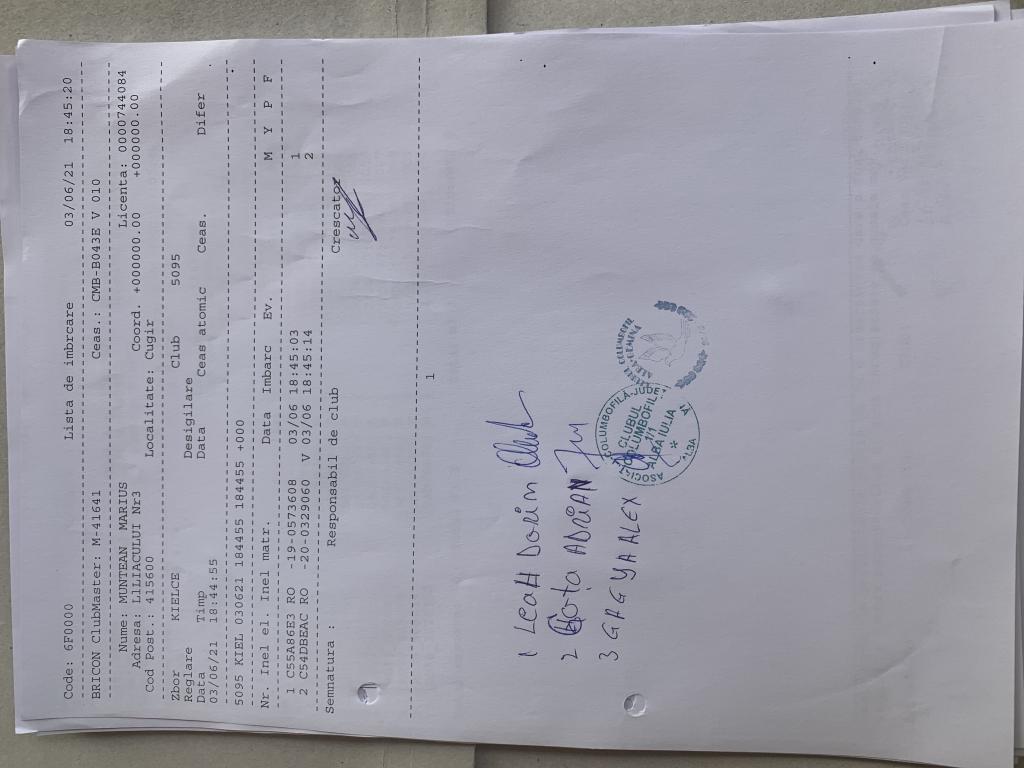 Code: 6F0000 Lista de imbrcare 03/06/21 18:45:20
BRICON ClubMaster: M-41641 Ceas.: CMB-B043E V 010
Nume: MUNTEAN MARIUS Licenta: 0000744084
Adresa: LILIACULUI Nr3 Coord. +000000.00 +000000.00
Cod Post.: 415600 Localitate: Cugir
Zbor KIELCE Club 5095
Reglare Desigilare
Data Timp Data Ceas atomic Ceas. Difer
03/06/21 18:44:55
5095 KIEL 030621 184455 184455 +000
Nr. Inel el. Inel matr. Data Imbarc Ev. M Y P F
1 C55A86E3 RO -19-0573608 03/06 18:45:03 1
2 C54DBEAC RO -20-0329060 V 03/06 18:45:14 2
Semnatura : Responsabil de club Crescator
1
1 Leah Dorim
2 Hota ADRIAN
3 GAGYA ALEX
CLUBUL
COLUMBOFIL
1/1
ALBA IULIA
ALBA